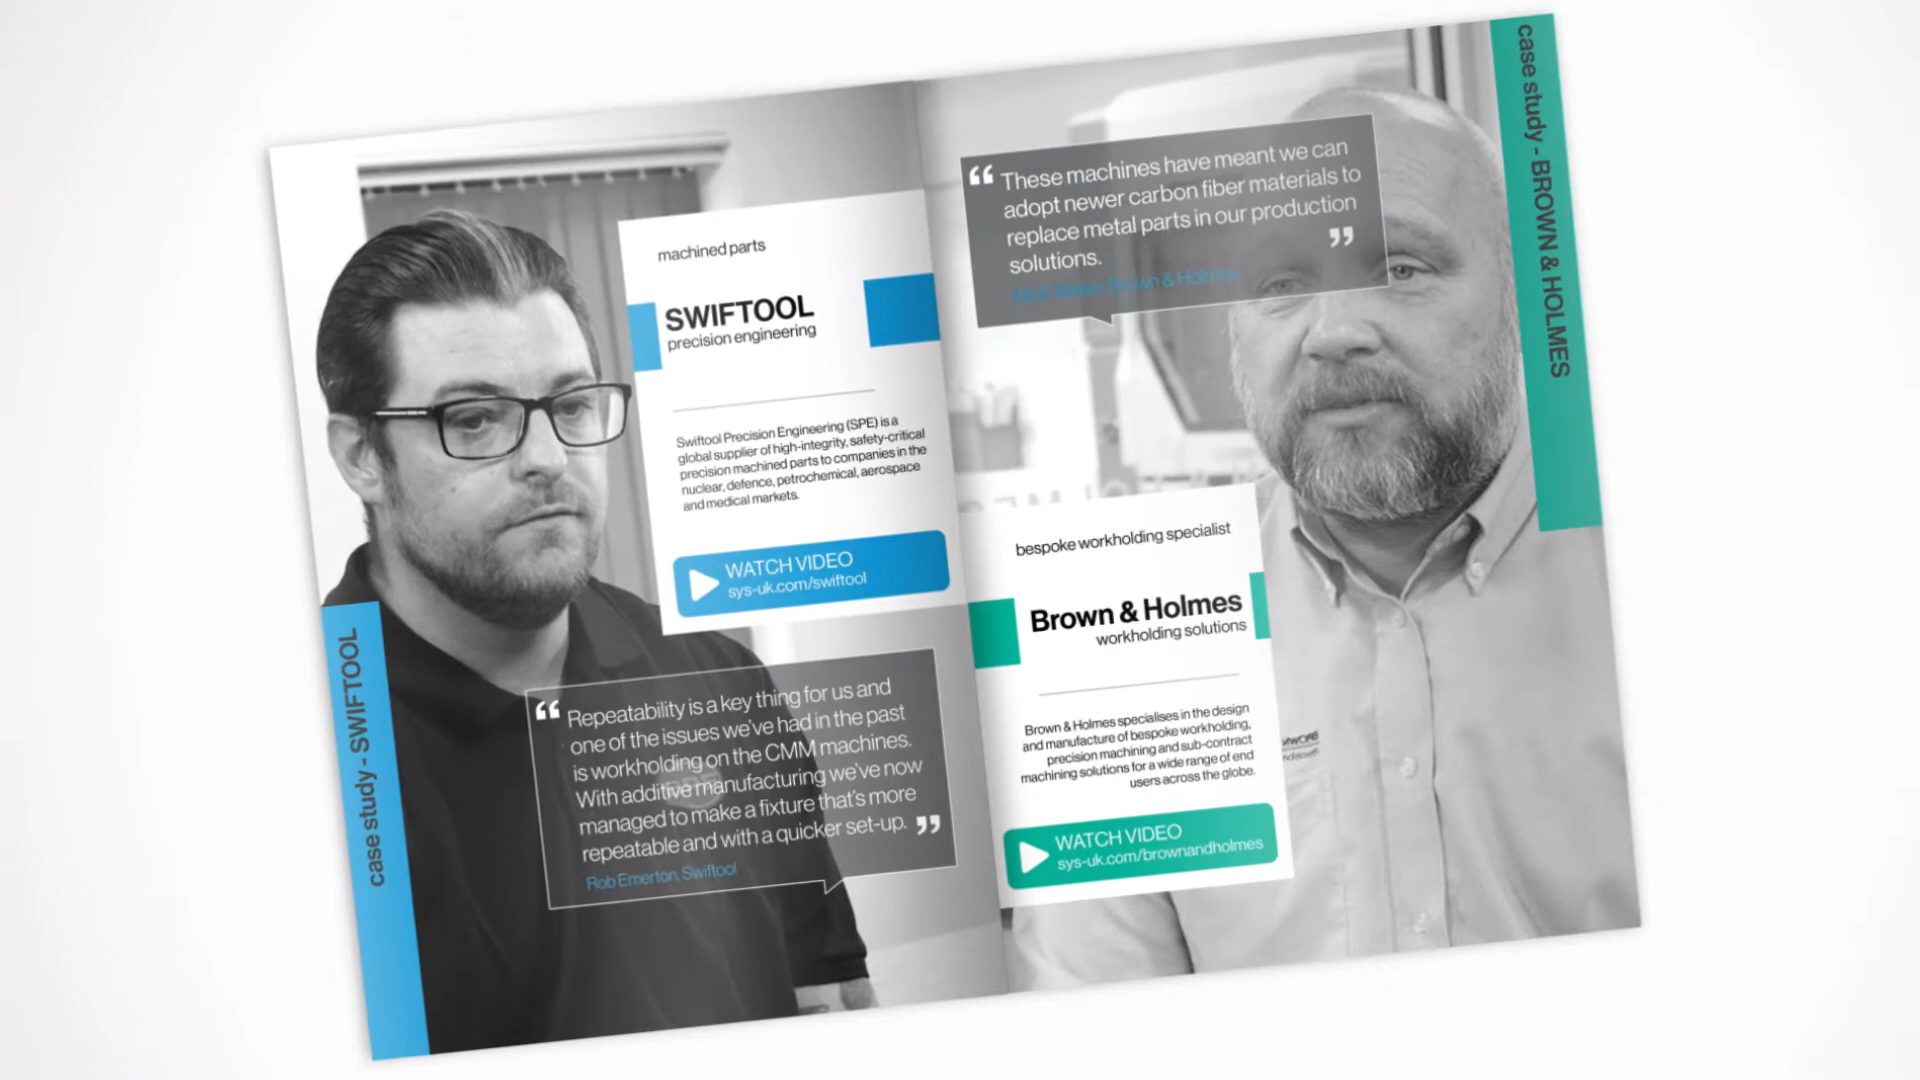 case study - SWIFTOOL
machined parts
SWIFTOOL
precision engineering
Swiftool Precision Engineering (SPE) is a
global supplier of high-integrity, safety-critical
precision machined parts to companies in the
nuclear, defence, petrochemical, aerospace
and medical markets.
WATCH VIDEO
sys-uk.com/swiftool
“ Repeatability is a key thing for us and
one of the issues we've had in the past
is workholding on the CMM machines.
With additive manufacturing we've now
managed to make a fixture that's more
repeatable and with a quicker set-up. ”
Rob Emerton, Swiftool
case study - BROWN & HOLMES
“ These machines have meant we can
adopt newer carbon fiber materials to
replace metal parts in our production
solutions. ”
Mick Waller, Brown & Holmes
bespoke workholding specialist
Brown & Holmes
workholding solutions
Brown & Holmes specialises in the design
and manufacture of bespoke workholding,
precision machining and sub-contract
machining solutions for a wide range of end
users across the globe.
WATCH VIDEO
sys-uk.com/brownandholmes